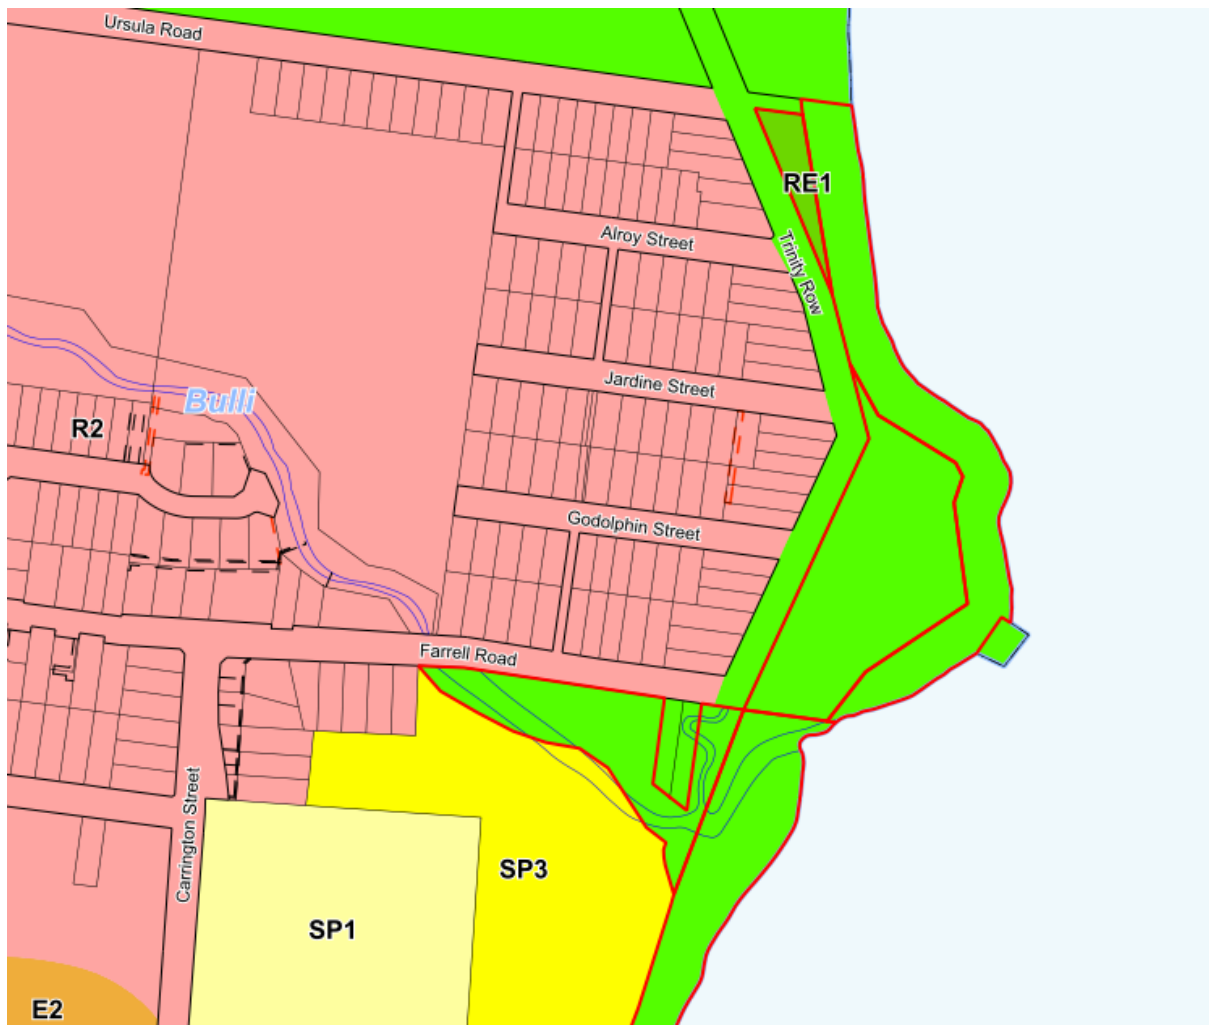 Ursula Road
RE1
Alroy Street
Trinity Row
Jardine Street
Bulli
R2
Godolphin Street
Farrell Road
Carrington Street
SP3
SP1
E2